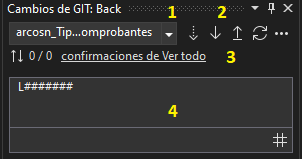 Cambios de GIT: Back
1 2
arcosn_Tip...omprobantes
0 / 0 confirmaciones de Ver todo 3
L#######
4